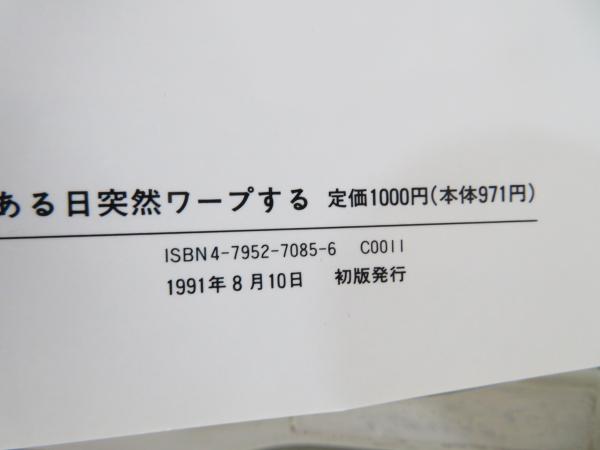 ある日突然ワープする 定価1000円(本体971円)
ISBN4-7952-7085-6 C0011
1991年8月10日 初版発行